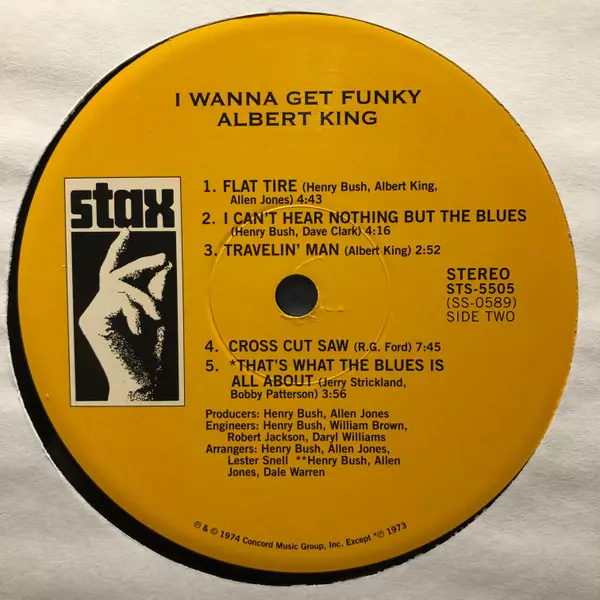 I WANNA GET FUNKY
ALBERT KING
stax
1. FLAT TIRE (Henry Bush, Albert King,
Allen Jones) 4:43
2. I CAN'T HEAR NOTHING BUT THE BLUES
(Henry Bush, Dave Clark) 4:16
3. TRAVELIN' MAN (Albert King) 2:52
STEREO
STS-5505
(SS-0589)
SIDE TWO
4. CROSS CUT SAW (R.G. Ford) 7:45
5. *THAT'S WHAT THE BLUES IS
ALL ABOUT (Jerry Strickland,
Bobby Patterson) 3:56
Producers: Henry Bush, Allen Jones
Engineers: Henry Bush, William Brown,
Robert Jackson, Daryl Williams
Arrangers: Henry Bush, Allen Jones,
Lester Snell **Henry Bush, Allen
Jones, Dale Warren
℗ & © 1974 Concord Music Group, Inc. Except *℗ 1973